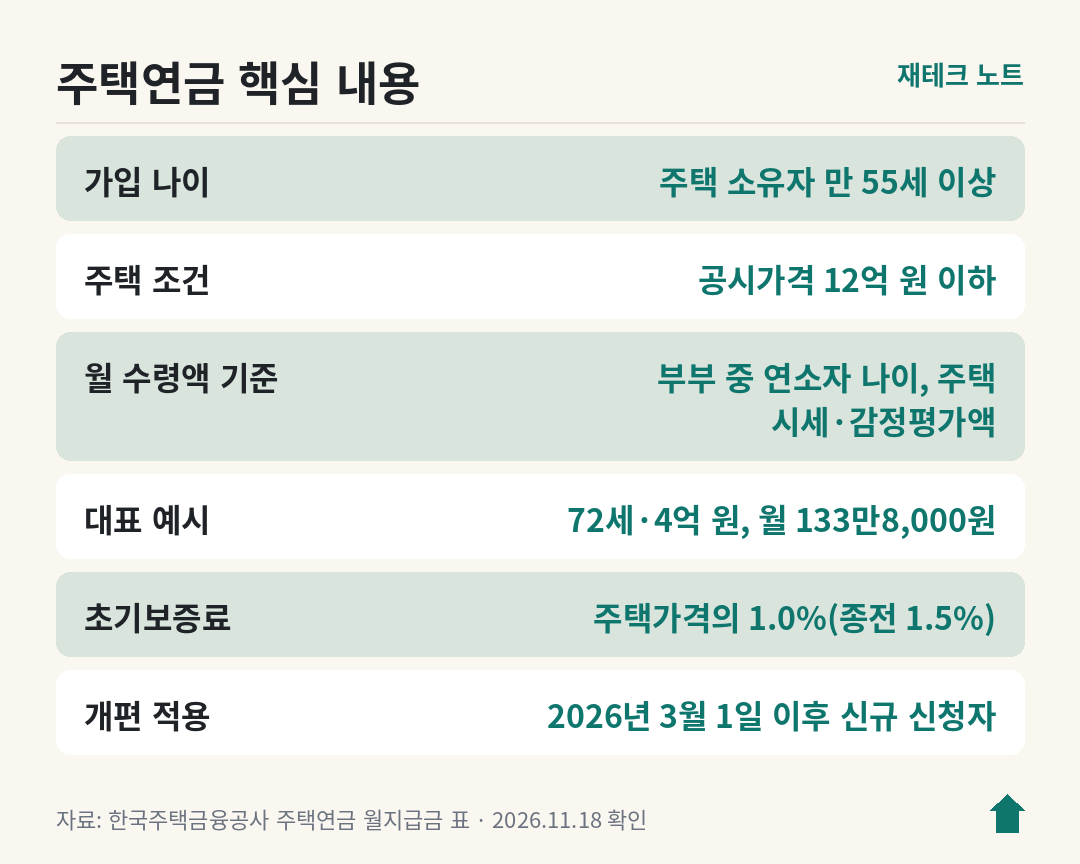 주택연금 핵심 내용
재테크 노트
가입 나이
주택 소유자 만 55세 이상
주택 조건
공시가격 12억 원 이하
월 수령액 기준
부부 중 연소자 나이, 주택
시세·감정평가액
대표 예시
72세·4억 원, 월 133만8,000원
초기보증료
주택가격의 1.0%(종전 1.5%)
개편 적용
2026년 3월 1일 이후 신규 신청자
자료: 한국주택금융공사 주택연금 월지급금 표 · 2026.11.18 확인